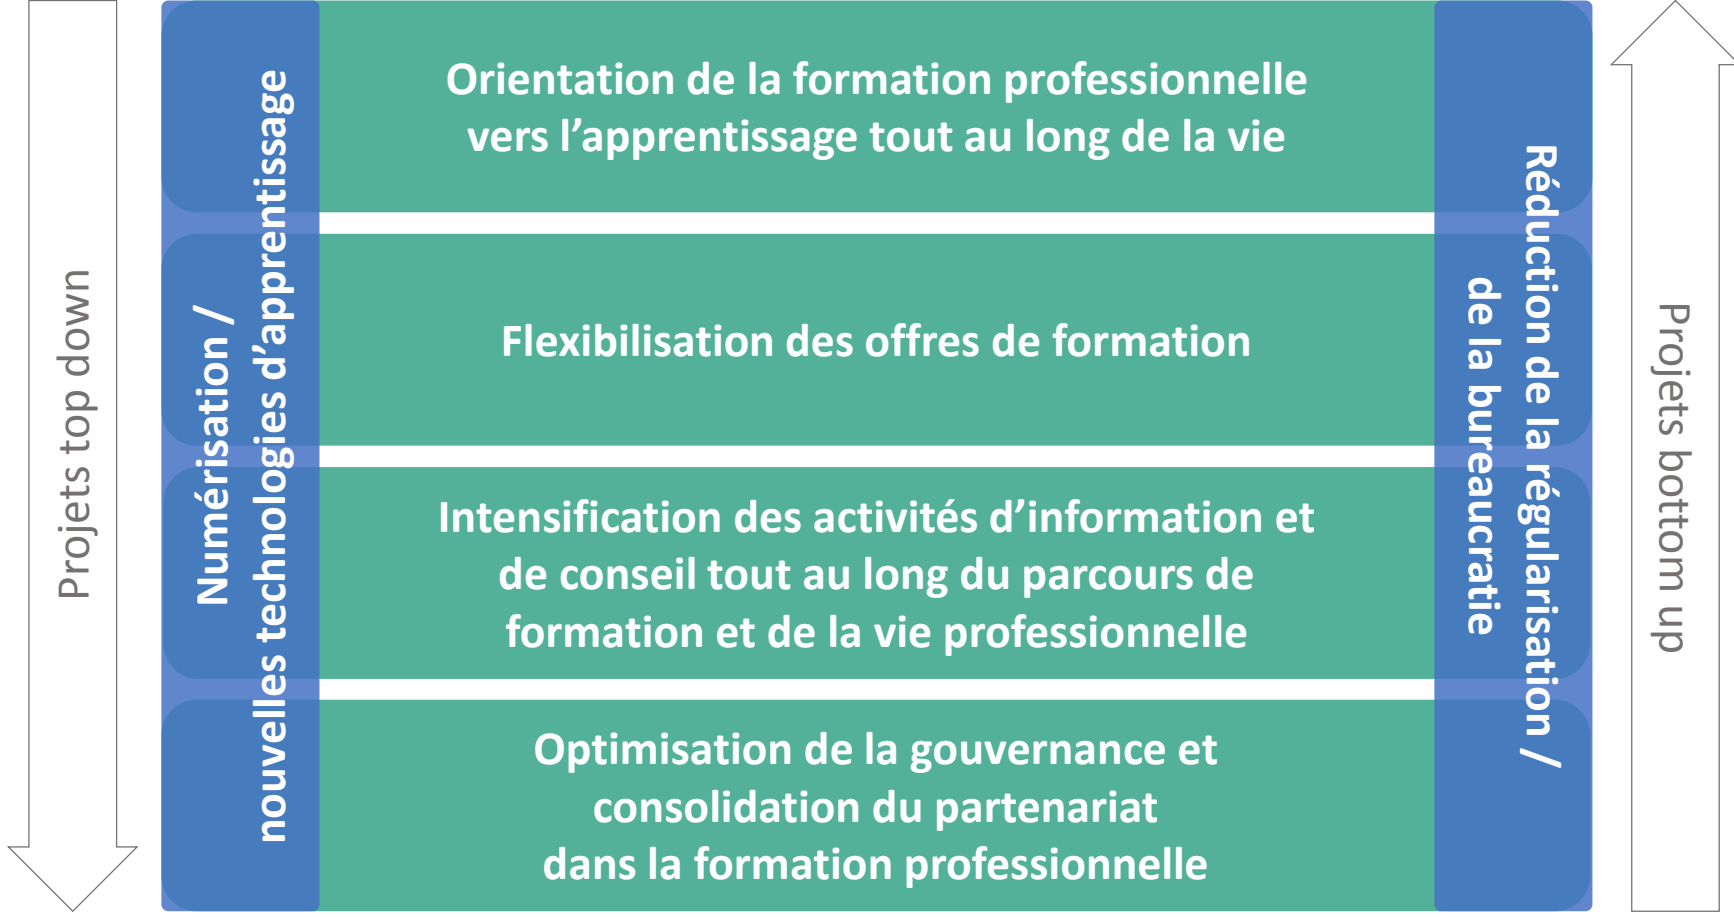 Projets top down
Numérisation /
nouvelles technologies d’apprentissage
Orientation de la formation professionnelle
vers l’apprentissage tout au long de la vie
Flexibilisation des offres de formation
Intensification des activités d’information et
de conseil tout au long du parcours de
formation et de la vie professionnelle
Optimisation de la gouvernance et
consolidation du partenariat
dans la formation professionnelle
Réduction de la régularisation /
de la bureaucratie
Projets bottom up